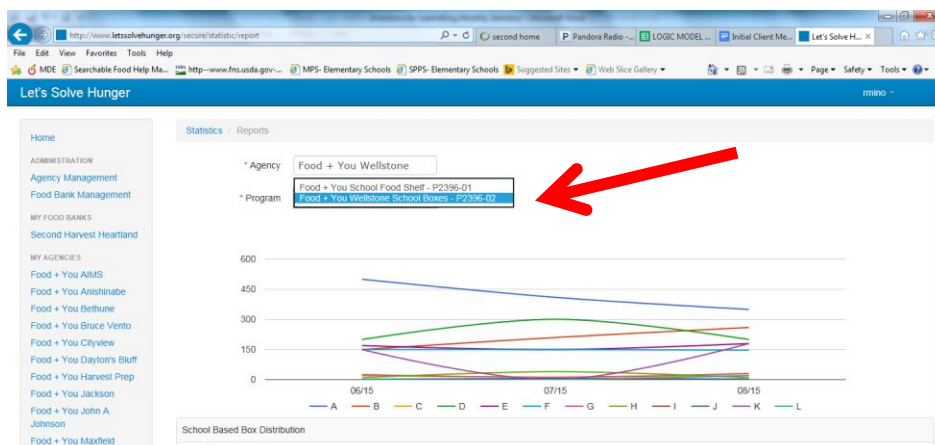 http://www.letssolvehunger.org/secure/statistic/report
second home
Pandora Radio -...
LOGIC MODEL ...
Initial Client Me...
Let's Solve H...
File Edit View Favorites Tools Help
MDE Searchable Food Help Ma... http--www.fns.usda.gov-... MPS- Elementary Schools SPPS- Elementary Schools Suggested Sites Web Slice Gallery Page Safety Tools
Let's Solve Hunger rmino
Home
ADMINISTRATION
Agency Management
Food Bank Management
MY FOOD BANKS
Second Harvest Heartland
MY AGENCIES
Food + You AIMS
Food + You Anishinabe
Food + You Bethune
Food + You Bruce Vento
Food + You Cityview
Food + You Dayton's Bluff
Food + You Harvest Prep
Food + You Jackson
Food + You John A
Johnson
Food + You Maxfield
Statistics / Reports
* Agency Food + You Wellstone
Food + You School Food Shelf - P2396-01
* Program Food + You Wellstone School Boxes - P2396-02
600
450
300
150
0
06/15 07/15 08/15
A B C D E F G H I J K L
School Based Box Distribution